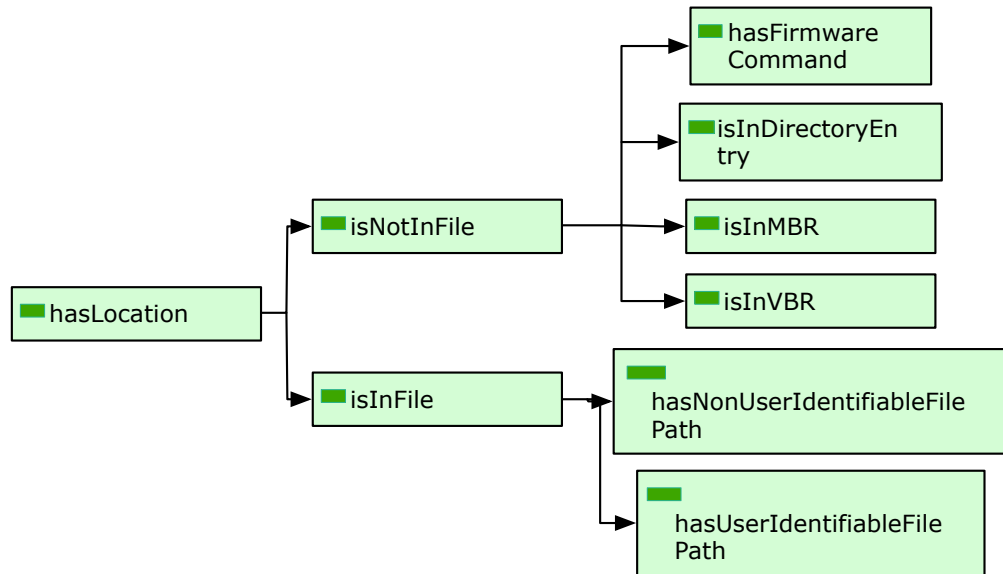 hasFirmware
Command
isInDirectoryEn
try
isNotInFile
isInMBR
isInVBR
hasLocation
isInFile
hasNonUserIdentifiableFile
Path
hasUserIdentifiableFile
Path